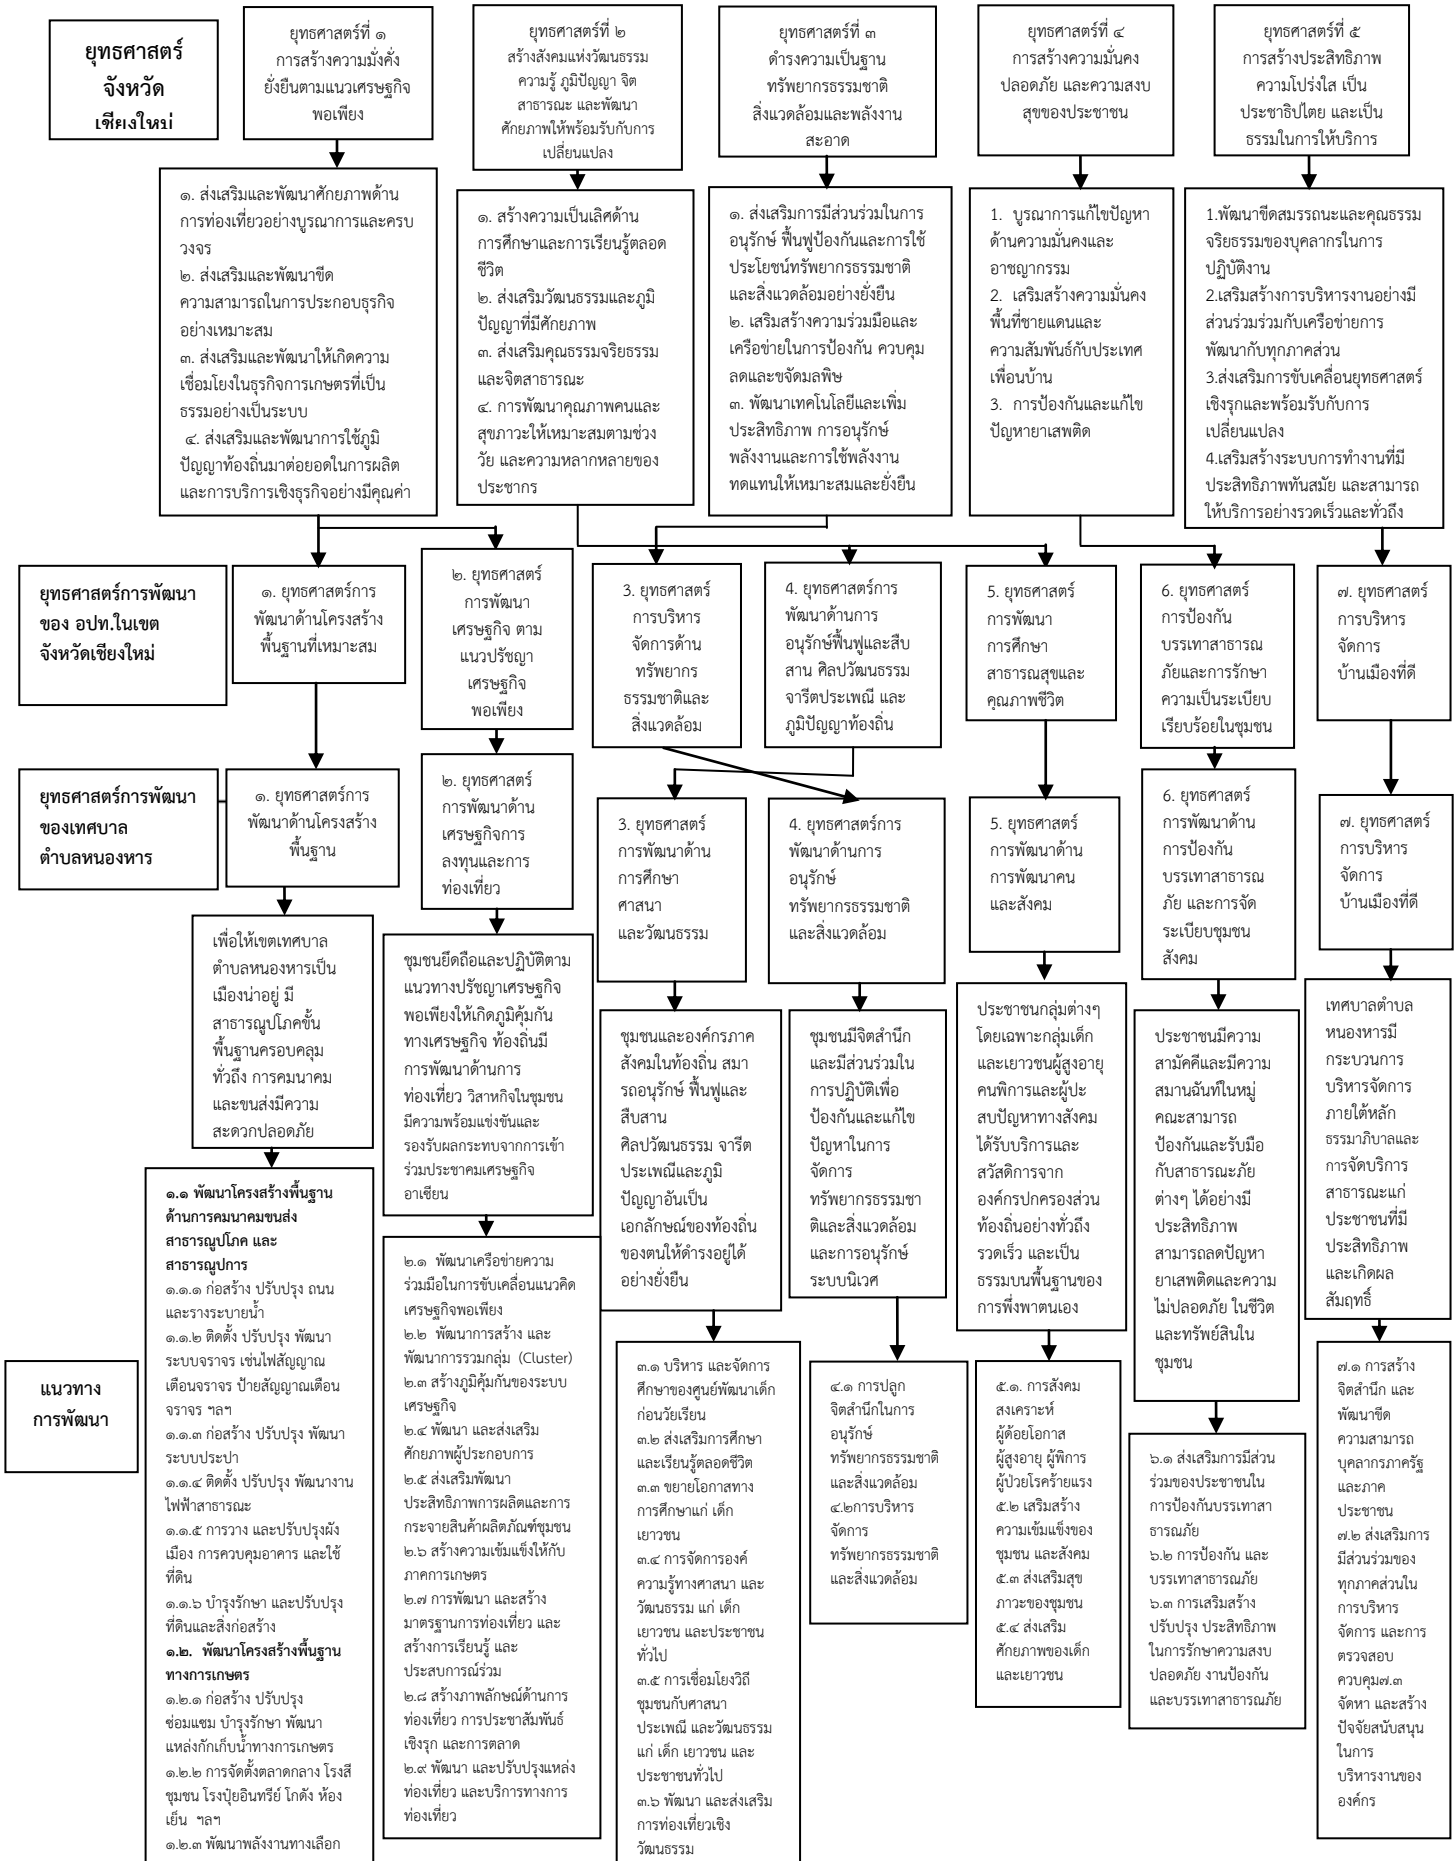 ยุทธศาสตร์
จังหวัด
เชียงใหม่
ยุทธศาสตร์ที่ ๑
การสร้างความมั่งคั่ง
ยั่งยืนตามแนวเศรษฐกิจ
พอเพียง
ยุทธศาสตร์ที่ ๒
สร้างสังคมแห่งวัฒนธรรม
ความรู้ ภูมิปัญญา จิต
สาธารณะ และพัฒนา
ศักยภาพให้พร้อมรับกับการ
เปลี่ยนแปลง
ยุทธศาสตร์ที่ ๓
ดำรงความเป็นฐาน
ทรัพยากรธรรมชาติ
สิ่งแวดล้อมและพลังงาน
สะอาด
ยุทธศาสตร์ที่ ๔
การสร้างความมั่นคง
ปลอดภัย และความสงบ
สุขของประชาชน
ยุทธศาสตร์ที่ ๕
การสร้างประสิทธิภาพ
ความโปร่งใส เป็น
ประชาธิปไตย และเป็น
ธรรมในการให้บริการ
๑. ส่งเสริมและพัฒนาศักยภาพด้าน
การท่องเที่ยวอย่างบูรณาการและครบ
วงจร
๒. ส่งเสริมและพัฒนาขีด
ความสามารถในการประกอบธุรกิจ
อย่างเหมาะสม
๓. ส่งเสริมและพัฒนาให้เกิดความ
เชื่อมโยงในธุรกิจการเกษตรที่เป็น
ธรรมอย่างเป็นระบบ
๔. ส่งเสริมและพัฒนาการใช้ภูมิ
ปัญญาท้องถิ่นมาต่อยอดในการผลิต
และการบริการเชิงธุรกิจอย่างมีคุณค่า
๑. สร้างความเป็นเลิศด้าน
การศึกษาและการเรียนรู้ตลอด
ชีวิต
๒. ส่งเสริมวัฒนธรรมและภูมิ
ปัญญาที่มีศักยภาพ
๓. ส่งเสริมคุณธรรมจริยธรรม
และจิตสาธารณะ
๔. การพัฒนาคุณภาพคนและ
สุขภาวะให้เหมาะสมตามช่วง
วัย และความหลากหลายของ
ประชากร
๑. ส่งเสริมการมีส่วนร่วมในการ
อนุรักษ์ ฟื้นฟูป้องกันและการใช้
ประโยชน์ทรัพยากรธรรมชาติ
และสิ่งแวดล้อมอย่างยั่งยืน
๒. เสริมสร้างความร่วมมือและ
เครือข่ายในการป้องกัน ควบคุม
ลดและขจัดมลพิษ
๓. พัฒนาเทคโนโลยีและเพิ่ม
ประสิทธิภาพ การอนุรักษ์
พลังงานและการใช้พลังงาน
ทดแทนให้เหมาะสมและยั่งยืน
1. บูรณาการแก้ไขปัญหา
ด้านความมั่นคงและ
อาชญากรรม
2. เสริมสร้างความมั่นคง
พื้นที่ชายแดนและ
ความสัมพันธ์กับประเทศ
เพื่อนบ้าน
3. การป้องกันและแก้ไข
ปัญหายาเสพติด
1.พัฒนาขีดสมรรถนะและคุณธรรม
จริยธรรมของบุคลากรในการ
ปฏิบัติงาน
2.เสริมสร้างการบริหารงานอย่างมี
ส่วนร่วมร่วมกับเครือข่ายการ
พัฒนากับทุกภาคส่วน
3.ส่งเสริมการขับเคลื่อนยุทธศาสตร์
เชิงรุกและพร้อมรับกับการ
เปลี่ยนแปลง
4.เสริมสร้างระบบการทำงานที่มี
ประสิทธิภาพทันสมัย และสามารถ
ให้บริการอย่างรวดเร็วและทั่วถึง
ยุทธศาสตร์การพัฒนา
ของ อปท.ในเขต
จังหวัดเชียงใหม่
๑. ยุทธศาสตร์การ
พัฒนาด้านโครงสร้าง
พื้นฐานที่เหมาะสม
๒. ยุทธศาสตร์
การพัฒนา
เศรษฐกิจ ตาม
แนวปรัชญา
เศรษฐกิจ
พอเพียง
3. ยุทธศาสตร์
การบริหาร
จัดการด้าน
ทรัพยากร
ธรรมชาติและ
สิ่งแวดล้อม
4. ยุทธศาสตร์การ
พัฒนาด้านการ
อนุรักษ์ฟื้นฟูและสืบ
สาน ศิลปวัฒนธรรม
จารีตประเพณี และ
ภูมิปัญญาท้องถิ่น
5. ยุทธศาสตร์
การพัฒนา
การศึกษา
สาธารณสุขและ
คุณภาพชีวิต
6. ยุทธศาสตร์
การป้องกัน
บรรเทาสาธารณ
ภัยและการรักษา
ความเป็นระเบียบ
เรียบร้อยในชุมชน
๗. ยุทธศาสตร์
การบริหาร
จัดการ
บ้านเมืองที่ดี
ยุทธศาสตร์การพัฒนา
ของเทศบาล
ตำบลหนองหาร
๑. ยุทธศาสตร์การ
พัฒนาด้านโครงสร้าง
พื้นฐาน
๒. ยุทธศาสตร์
การพัฒนาด้าน
เศรษฐกิจการ
ลงทุนและการ
ท่องเที่ยว
3. ยุทธศาสตร์
การพัฒนาด้าน
การศึกษา
ศาสนา
และวัฒนธรรม
4. ยุทธศาสตร์การ
พัฒนาด้านการ
อนุรักษ์
ทรัพยากรธรรมชาติ
และสิ่งแวดล้อม
5. ยุทธศาสตร์
การพัฒนาด้าน
การพัฒนาคน
และสังคม
6. ยุทธศาสตร์
การพัฒนาด้าน
การป้องกัน
บรรเทาสาธารณ
ภัย และการจัด
ระเบียบชุมชน
สังคม
๗. ยุทธศาสตร์
การบริหาร
จัดการ
บ้านเมืองที่ดี
เพื่อให้เขตเทศบาล
ตำบลหนองหารเป็น
เมืองน่าอยู่ มี
สาธารณูปโภคขั้น
พื้นฐานครอบคลุม
ทั่วถึง การคมนาคม
และขนส่งมีความ
สะดวกปลอดภัย
ชุมชนยึดถือและปฏิบัติตาม
แนวทางปรัชญาเศรษฐกิจ
พอเพียงให้เกิดภูมิคุ้มกัน
ทางเศรษฐกิจ ท้องถิ่นมี
การพัฒนาด้านการ
ท่องเที่ยว วิสาหกิจในชุมชน
มีความพร้อมแข่งขันและ
รองรับผลกระทบจากการเข้า
ร่วมประชาคมเศรษฐกิจ
อาเซียน
ชุมชนและองค์กรภาค
สังคมในท้องถิ่น สมา
รถอนุรักษ์ ฟื้นฟูและ
สืบสาน
ศิลปวัฒนธรรม จารีต
ประเพณีและภูมิ
ปัญญาอันเป็น
เอกลักษณ์ของท้องถิ่น
ของตนให้ดำรงอยู่ได้
อย่างยั่งยืน
ชุมชนมีจิตสำนึก
และมีส่วนร่วมใน
การปฏิบัติเพื่อ
ป้องกันและแก้ไข
ปัญหาในการ
จัดการ
ทรัพยากรธรรมชา
ติและสิ่งแวดล้อม
และการอนุรักษ์
ระบบนิเวศ
ประชาชนกลุ่มต่างๆ
โดยเฉพาะกลุ่มเด็ก
และเยาวชนผู้สูงอายุ
คนพิการและผู้ปะ
สบปัญหาทางสังคม
ได้รับบริการและ
สวัสดิการจาก
องค์กรปกครองส่วน
ท้องถิ่นอย่างทั่วถึง
รวดเร็ว และเป็น
ธรรมบนพื้นฐานของ
การพึ่งพาตนเอง
ประชาชนมีความ
สามัคคีและมีความ
สมานฉันท์ในหมู่
คณะสามารถ
ป้องกันและรับมือ
กับสาธารณะภัย
ต่างๆ ได้อย่างมี
ประสิทธิภาพ
สามารถลดปัญหา
ยาเสพติดและความ
ไม่ปลอดภัย ในชีวิต
และทรัพย์สินใน
ชุมชน
เทศบาลตำบล
หนองหารมี
กระบวนการ
บริหารจัดการ
ภายใต้หลัก
ธรรมาภิบาลและ
การจัดบริการ
สาธารณะแก่
ประชาชนที่มี
ประสิทธิภาพ
และเกิดผล
สัมฤทธิ์
แนวทาง
การพัฒนา
๑.๑ พัฒนาโครงสร้างพื้นฐาน
ด้านการคมนาคมขนส่ง
สาธารณูปโภค และ
สาธารณูปการ
๑.๑.๑ ก่อสร้าง ปรับปรุง ถนน
และรางระบายน้ำ
๑.๑.๒ ติดตั้ง ปรับปรุง พัฒนา
ระบบจราจร เช่นไฟสัญญาณ
เตือนจราจร ป้ายสัญญาณเตือน
จราจร ฯลฯ
๑.๑.๓ ก่อสร้าง ปรับปรุง พัฒนา
ระบบประปา
๑.๑.๔ ติดตั้ง ปรับปรุง พัฒนางาน
ไฟฟ้าสาธารณะ
๑.๑.๕ การวาง และปรับปรุงผัง
เมือง การควบคุมอาคาร และใช้
ที่ดิน
๑.๑.๖ บำรุงรักษา และปรับปรุง
ที่ดินและสิ่งก่อสร้าง
๑.๒. พัฒนาโครงสร้างพื้นฐาน
ทางการเกษตร
๑.๒.๑ ก่อสร้าง ปรับปรุง
ซ่อมแซม บำรุงรักษา พัฒนา
แหล่งกักเก็บน้ำทางการเกษตร
๑.๒.๒ การจัดตั้งตลาดกลาง โรงสี
ชุมชน โรงปุ๋ยอินทรีย์ โกดัง ห้อง
เย็น ฯลฯ
๑.๒.๓ พัฒนาพลังงานทางเลือก
๒.๑ พัฒนาเครือข่ายความ
ร่วมมือในการขับเคลื่อนแนวคิด
เศรษฐกิจพอเพียง
๒.๒ พัฒนาการสร้าง และ
พัฒนาการรวมกลุ่ม (Cluster)
๒.๓ สร้างภูมิคุ้มกันของระบบ
เศรษฐกิจ
๒.๔ พัฒนา และส่งเสริม
ศักยภาพผู้ประกอบการ
๒.๕ ส่งเสริมพัฒนา
ประสิทธิภาพการผลิตและการ
กระจายสินค้าผลิตภัณฑ์ชุมชน
๒.๖ สร้างความเข้มแข็งให้กับ
ภาคการเกษตร
๒.๗ การพัฒนา และสร้าง
มาตรฐานการท่องเที่ยว และ
สร้างการเรียนรู้ และ
ประสบการณ์ร่วม
๒.๘ สร้างภาพลักษณ์ด้านการ
ท่องเที่ยว การประชาสัมพันธ์
เชิงรุก และการตลาด
๒.๙ พัฒนา และปรับปรุงแหล่ง
ท่องเที่ยว และบริการทางการ
ท่องเที่ยว
๓.๑ บริหาร และจัดการ
ศึกษาของศูนย์พัฒนาเด็ก
ก่อนวัยเรียน
๓.๒ ส่งเสริมการศึกษา
และเรียนรู้ตลอดชีวิต
๓.๓ ขยายโอกาสทาง
การศึกษาแก่ เด็ก
เยาวชน
๓.๔ การจัดการองค์
ความรู้ทางศาสนา และ
วัฒนธรรม แก่ เด็ก
เยาวชน และประชาชน
ทั่วไป
๓.๕ การเชื่อมโยงวิถี
ชุมชนกับศาสนา
ประเพณี และวัฒนธรรม
แก่ เด็ก เยาวชน และ
ประชาชนทั่วไป
๓.๖ พัฒนา และส่งเสริม
การท่องเที่ยวเชิง
วัฒนธรรม
๔.๑ การปลูก
จิตสำนึกในการ
อนุรักษ์
ทรัพยากรธรรมชาติ
และสิ่งแวดล้อม
๔.๒การบริหาร
จัดการ
ทรัพยากรธรรมชาติ
และสิ่งแวดล้อม
๕.๑. การสังคม
สงเคราะห์
ผู้ด้อยโอกาส
ผู้สูงอายุ ผู้พิการ
ผู้ป่วยโรคร้ายแรง
๕.๒ เสริมสร้าง
ความเข้มแข็งของ
ชุมชน และสังคม
๕.๓ ส่งเสริมสุข
ภาวะของชุมชน
๕.๔ ส่งเสริม
ศักยภาพของเด็ก
และเยาวชน
๖.๑ ส่งเสริมการมีส่วน
ร่วมของประชาชนใน
การป้องกันบรรเทาสา
ธารณภัย
๖.๒ การป้องกัน และ
บรรเทาสาธารณภัย
๖.๓ การเสริมสร้าง
ปรับปรุง ประสิทธิภาพ
ในการรักษาความสงบ
ปลอดภัย งานป้องกัน
และบรรเทาสาธารณภัย
๗.๑ การสร้าง
จิตสำนึก และ
พัฒนาขีด
ความสามารถ
บุคลากรภาครัฐ
และภาค
ประชาชน
๗.๒ ส่งเสริมการ
มีส่วนร่วมของ
ทุกภาคส่วนใน
การบริหาร
จัดการ และการ
ตรวจสอบ
ควบคุม๗.๓
จัดหา และสร้าง
ปัจจัยสนับสนุน
ในการ
บริหารงานของ
องค์กร